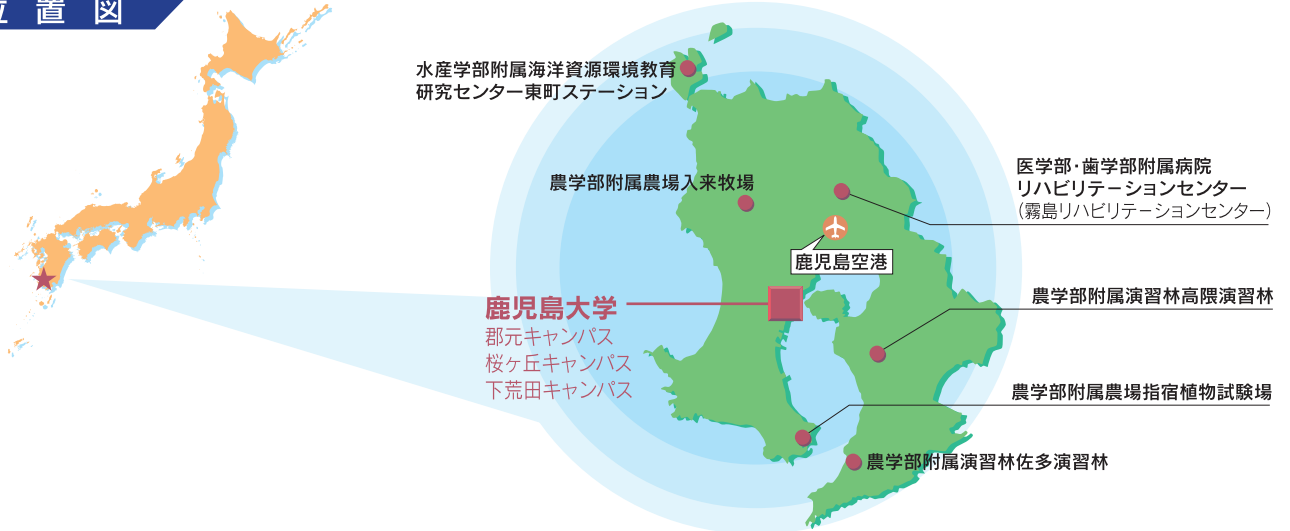 位置図
水産学部附属海洋資源環境教育
研究センター東町ステーション
農学部附属農場入来牧場
医学部・歯学部附属病院
リハビリテーションセンター
（霧島リハビリテーションセンター）
鹿児島空港
農学部附属演習林高隈演習林
鹿児島大学
郡元キャンパス
桜ヶ丘キャンパス
下荒田キャンパス
農学部附属農場指宿植物試験場
農学部附属演習林佐多演習林